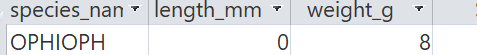 species_nan length_mm weight_g
OPHIOPH 0 8